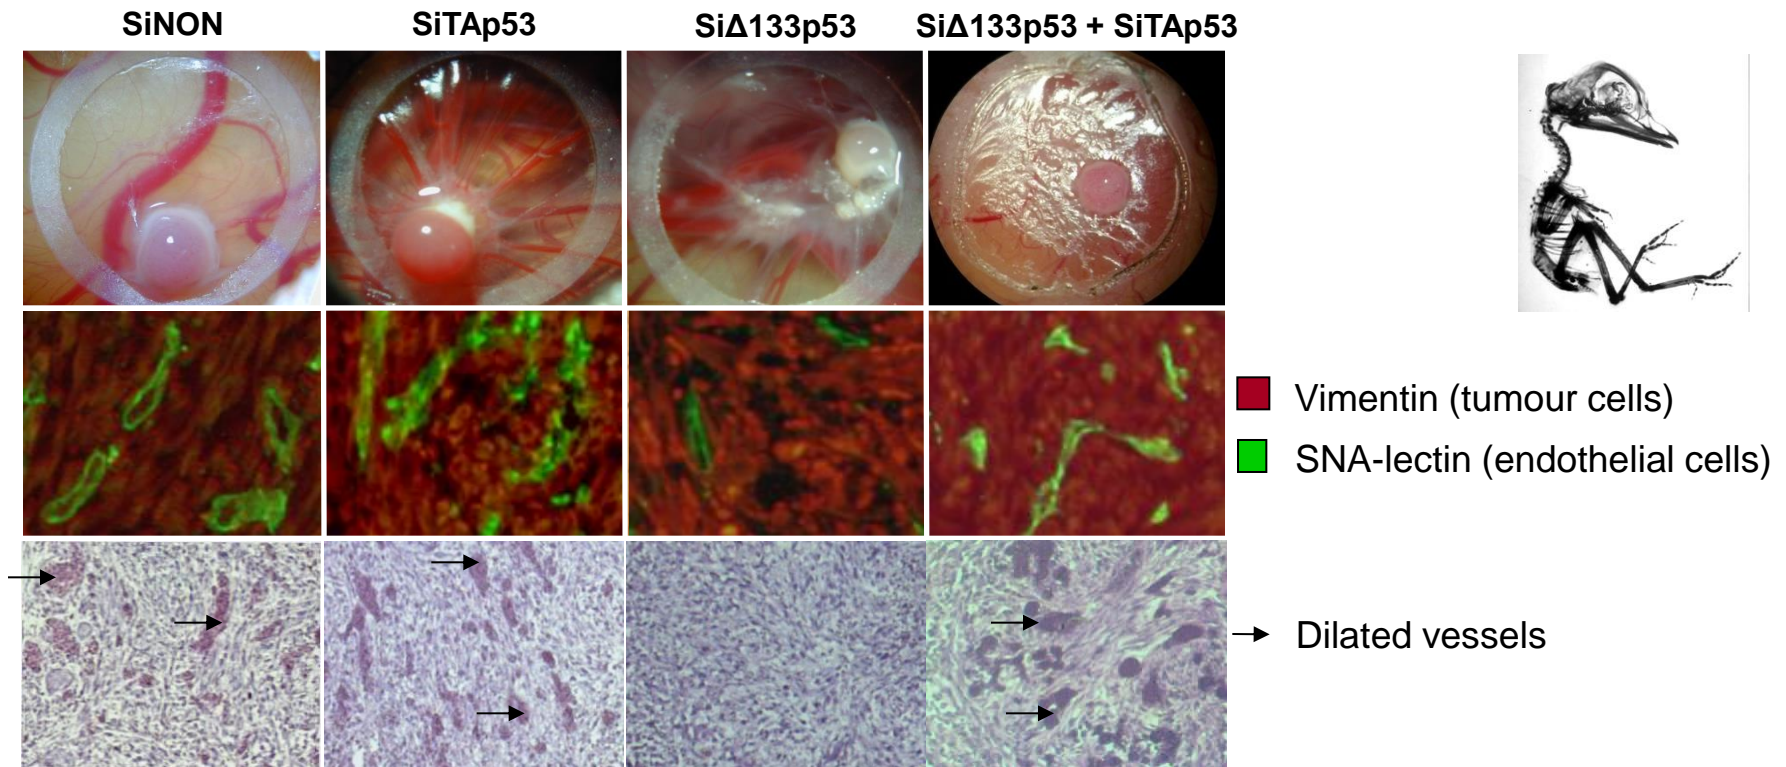 SiNON
SiTAp53
SiΔ133p53
SiΔ133p53 + SiTAp53
Vimentin (tumour cells)
SNA-lectin (endothelial cells)
Dilated vessels